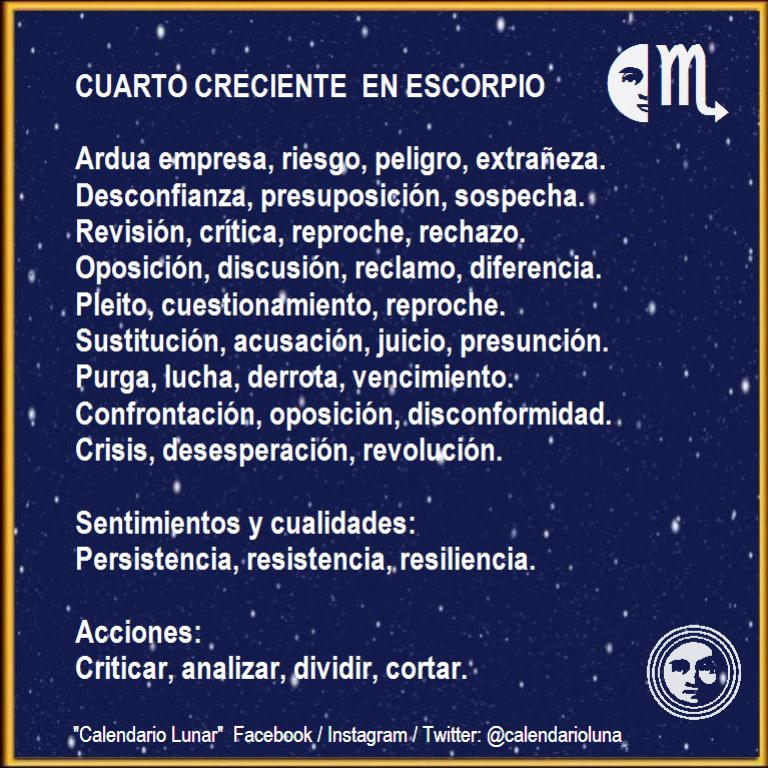 CUARTO CRECIENTE EN ESCORPIO
Ardua empresa, riesgo, peligro, extrañeza.
Desconfianza, presuposición, sospecha.
Revisión, crítica, reproche, rechazo.
Oposición, discusión, reclamo, diferencia.
Pleito, cuestionamiento, reproche.
Sustitución, acusación, juicio, presunción.
Purga, lucha, derrota, vencimiento.
Confrontación, oposición, disconformidad.
Crisis, desesperación, revolución.
Sentimientos y cualidades:
Persistencia, resistencia, resiliencia.
Acciones:
Criticar, analizar, dividir, cortar.
"Calendario Lunar" Facebook / Instagram / Twitter: @calendarioluna